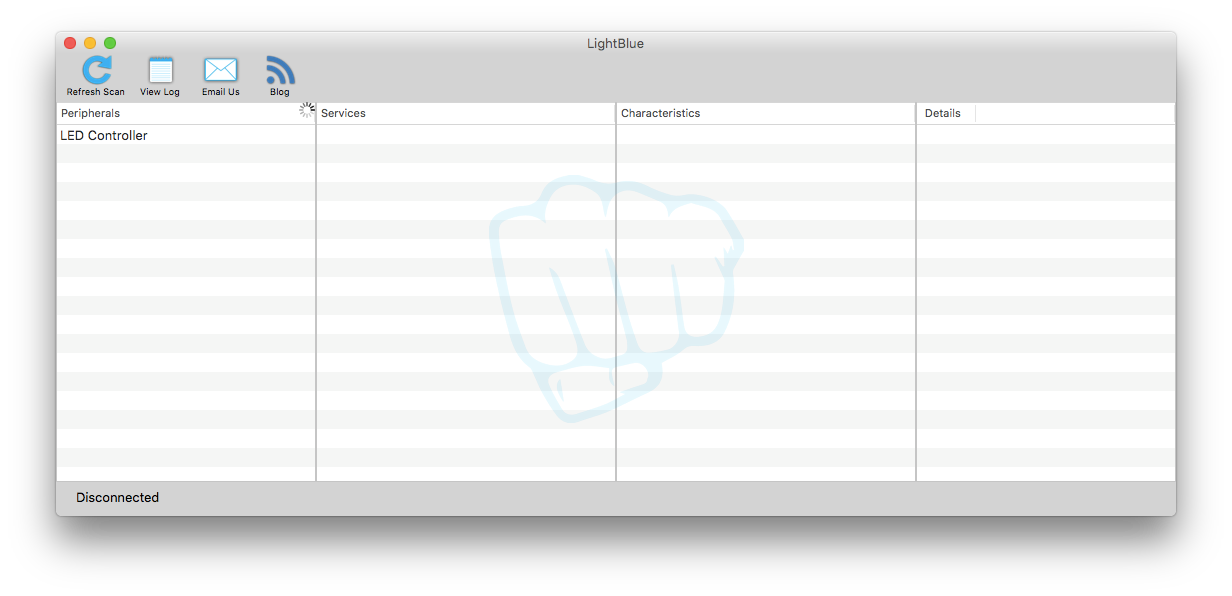 LightBlue
Refresh Scan View Log Email Us Blog
Peripherals Services Characteristics Details
LED Controller
Disconnected